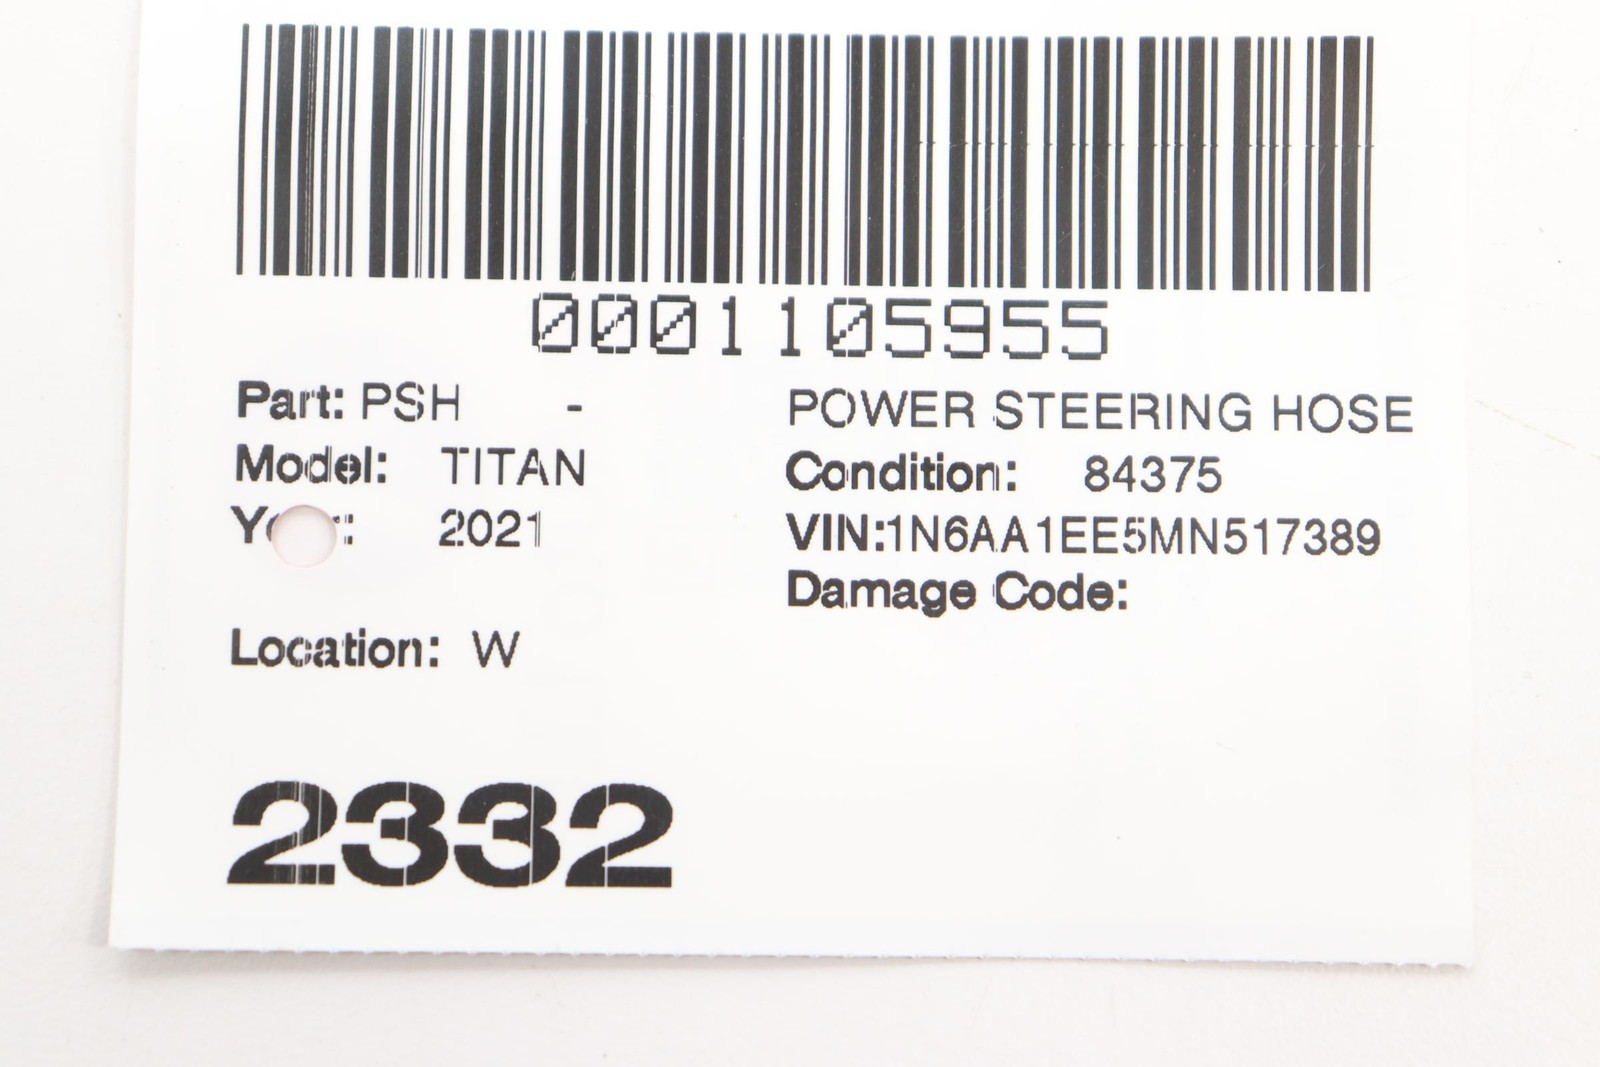 0001105955
Part: PSH - POWER STEERING HOSE
Model: TITAN Condition: 84375
2021 VIN:1N6AA1EE5MN517389
Damage Code:
Location: W
2332